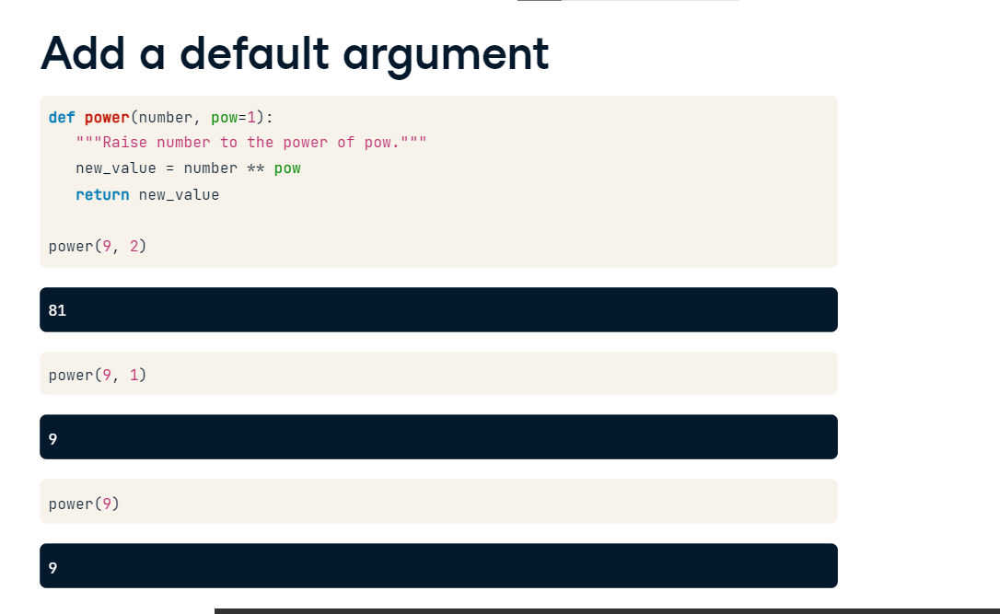 Add a default argument
def power(number, pow=1):
"""Raise number to the power of pow."""
new_value = number ** pow
return new_value
power(9, 2)
81
power(9, 1)
9
power(9)
9